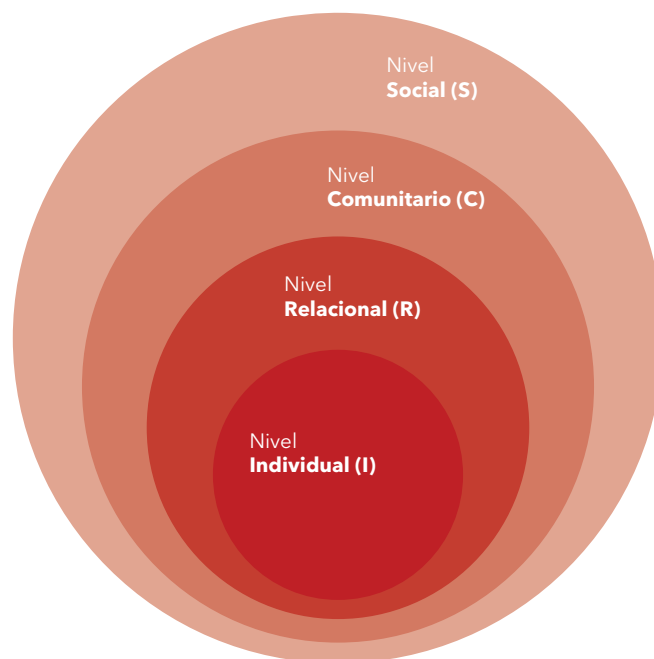 Nivel
Social (S)
Nivel
Comunitario (C)
Nivel
Relacional (R)
Nivel
Individual (I)